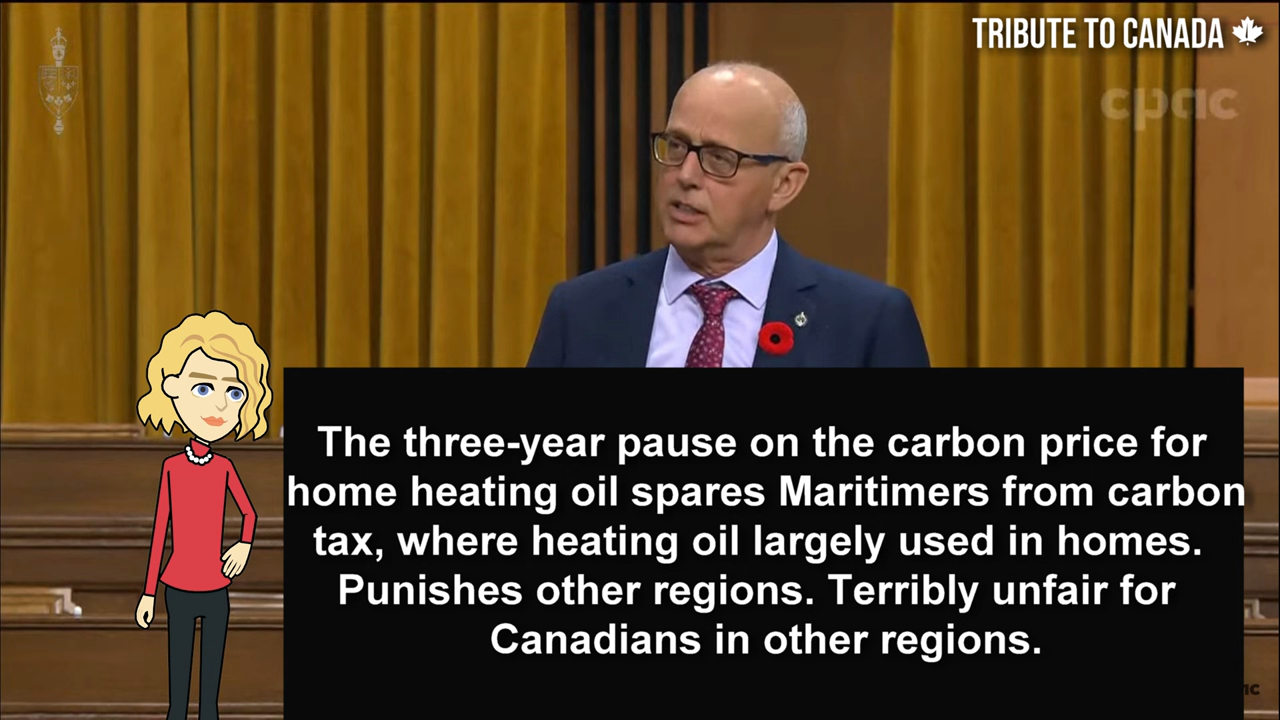 TRIBUTE TO CANADA
cpac
The three-year pause on the carbon price for
home heating oil spares Maritimers from carbon
tax, where heating oil largely used in homes.
Punishes other regions. Terribly unfair for
Canadians in other regions.